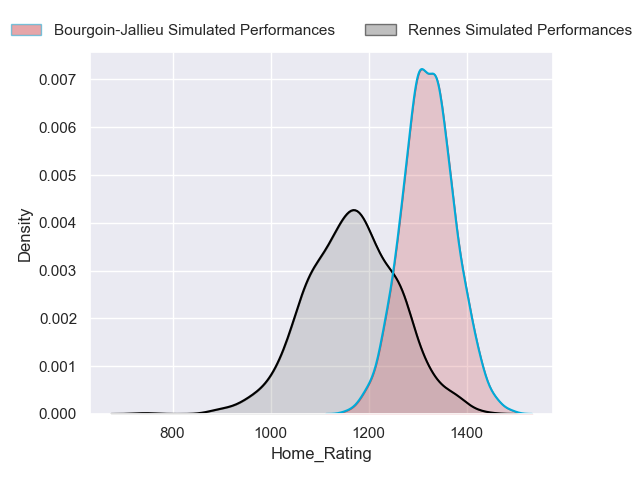 Bourgoin-Jallieu Simulated Performances Rennes Simulated Performances
0.007
0.006
0.005
0.004
0.003
0.002
0.001
0.000
Density
800 1000 1200 1400
Home_Rating